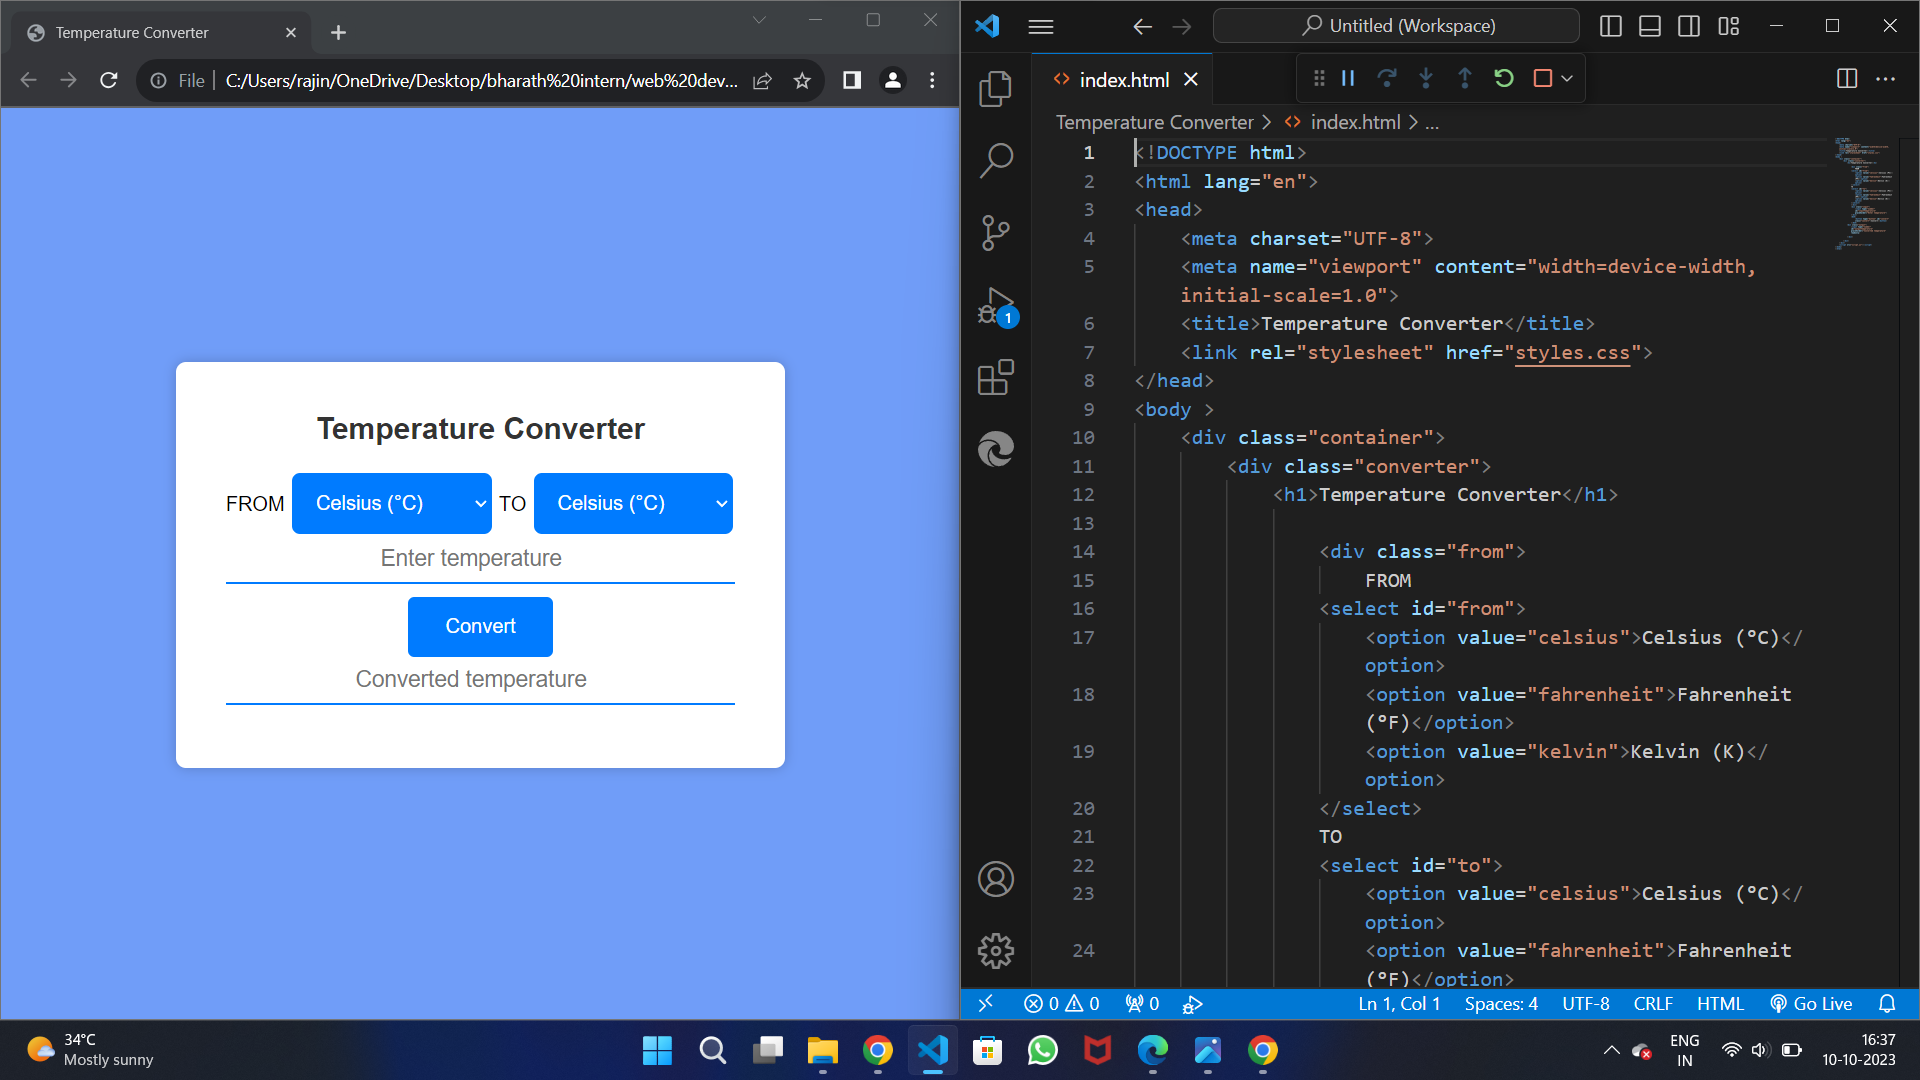 Temperature Converter
File
C:/Users/rajin/OneDrive/Desktop/bharath%20intern/web%20dev...
Temperature Converter
FROM
Celsius (°C)
TO
Celsius (°C)
Enter temperature
Convert
Converted temperature
Untitled (Workspace)
index.html
Temperature Converter > index.html > ...
1 <!DOCTYPE html>
2 <html lang="en">
3 <head>
4 <meta charset="UTF-8">
5 <meta name="viewport" content="width=device-width,
initial-scale=1.0">
6 <title>Temperature Converter</title>
7 <link rel="stylesheet" href="styles.css">
8 </head>
9 <body >
10 <div class="container">
11 <div class="converter">
12 <h1>Temperature Converter</h1>
13
14 <div class="from">
15 FROM
16 <select id="from">
17 <option value="celsius">Celsius (°C)</
option>
18 <option value="fahrenheit">Fahrenheit
(°F)</option>
19 <option value="kelvin">Kelvin (K)</
option>
20 </select>
21 TO
22 <select id="to">
23 <option value="celsius">Celsius (°C)</
option>
24 <option value="fahrenheit">Fahrenheit
(°F)</option>
1
0 0 0 Ln 1, Col 1 Spaces: 4 UTF-8 CRLF HTML Go Live
34°C
Mostly sunny
ENG
IN
16:37
10-10-2023